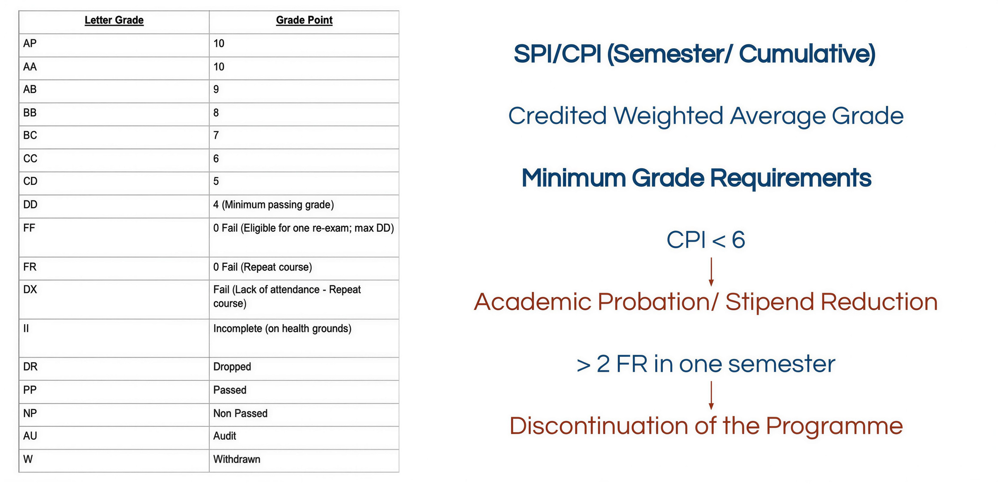 Letter Grade Grade Point
AP 10
AA 10
AB 9
BB 8
BC 7
CC 6
CD 5
DD 4 (Minimum passing grade)
FF 0 Fail (Eligible for one re-exam; max DD)
FR 0 Fail (Repeat course)
DX Fail (Lack of attendance - Repeat
course)
II Incomplete (on health grounds)
DR Dropped
PP Passed
NP Non Passed
AU Audit
W Withdrawn
SPI/CPI (Semester/ Cumulative)
Credited Weighted Average Grade
Minimum Grade Requirements
CPI < 6
Academic Probation/ Stipend Reduction
> 2 FR in one semester
Discontinuation of the Programme